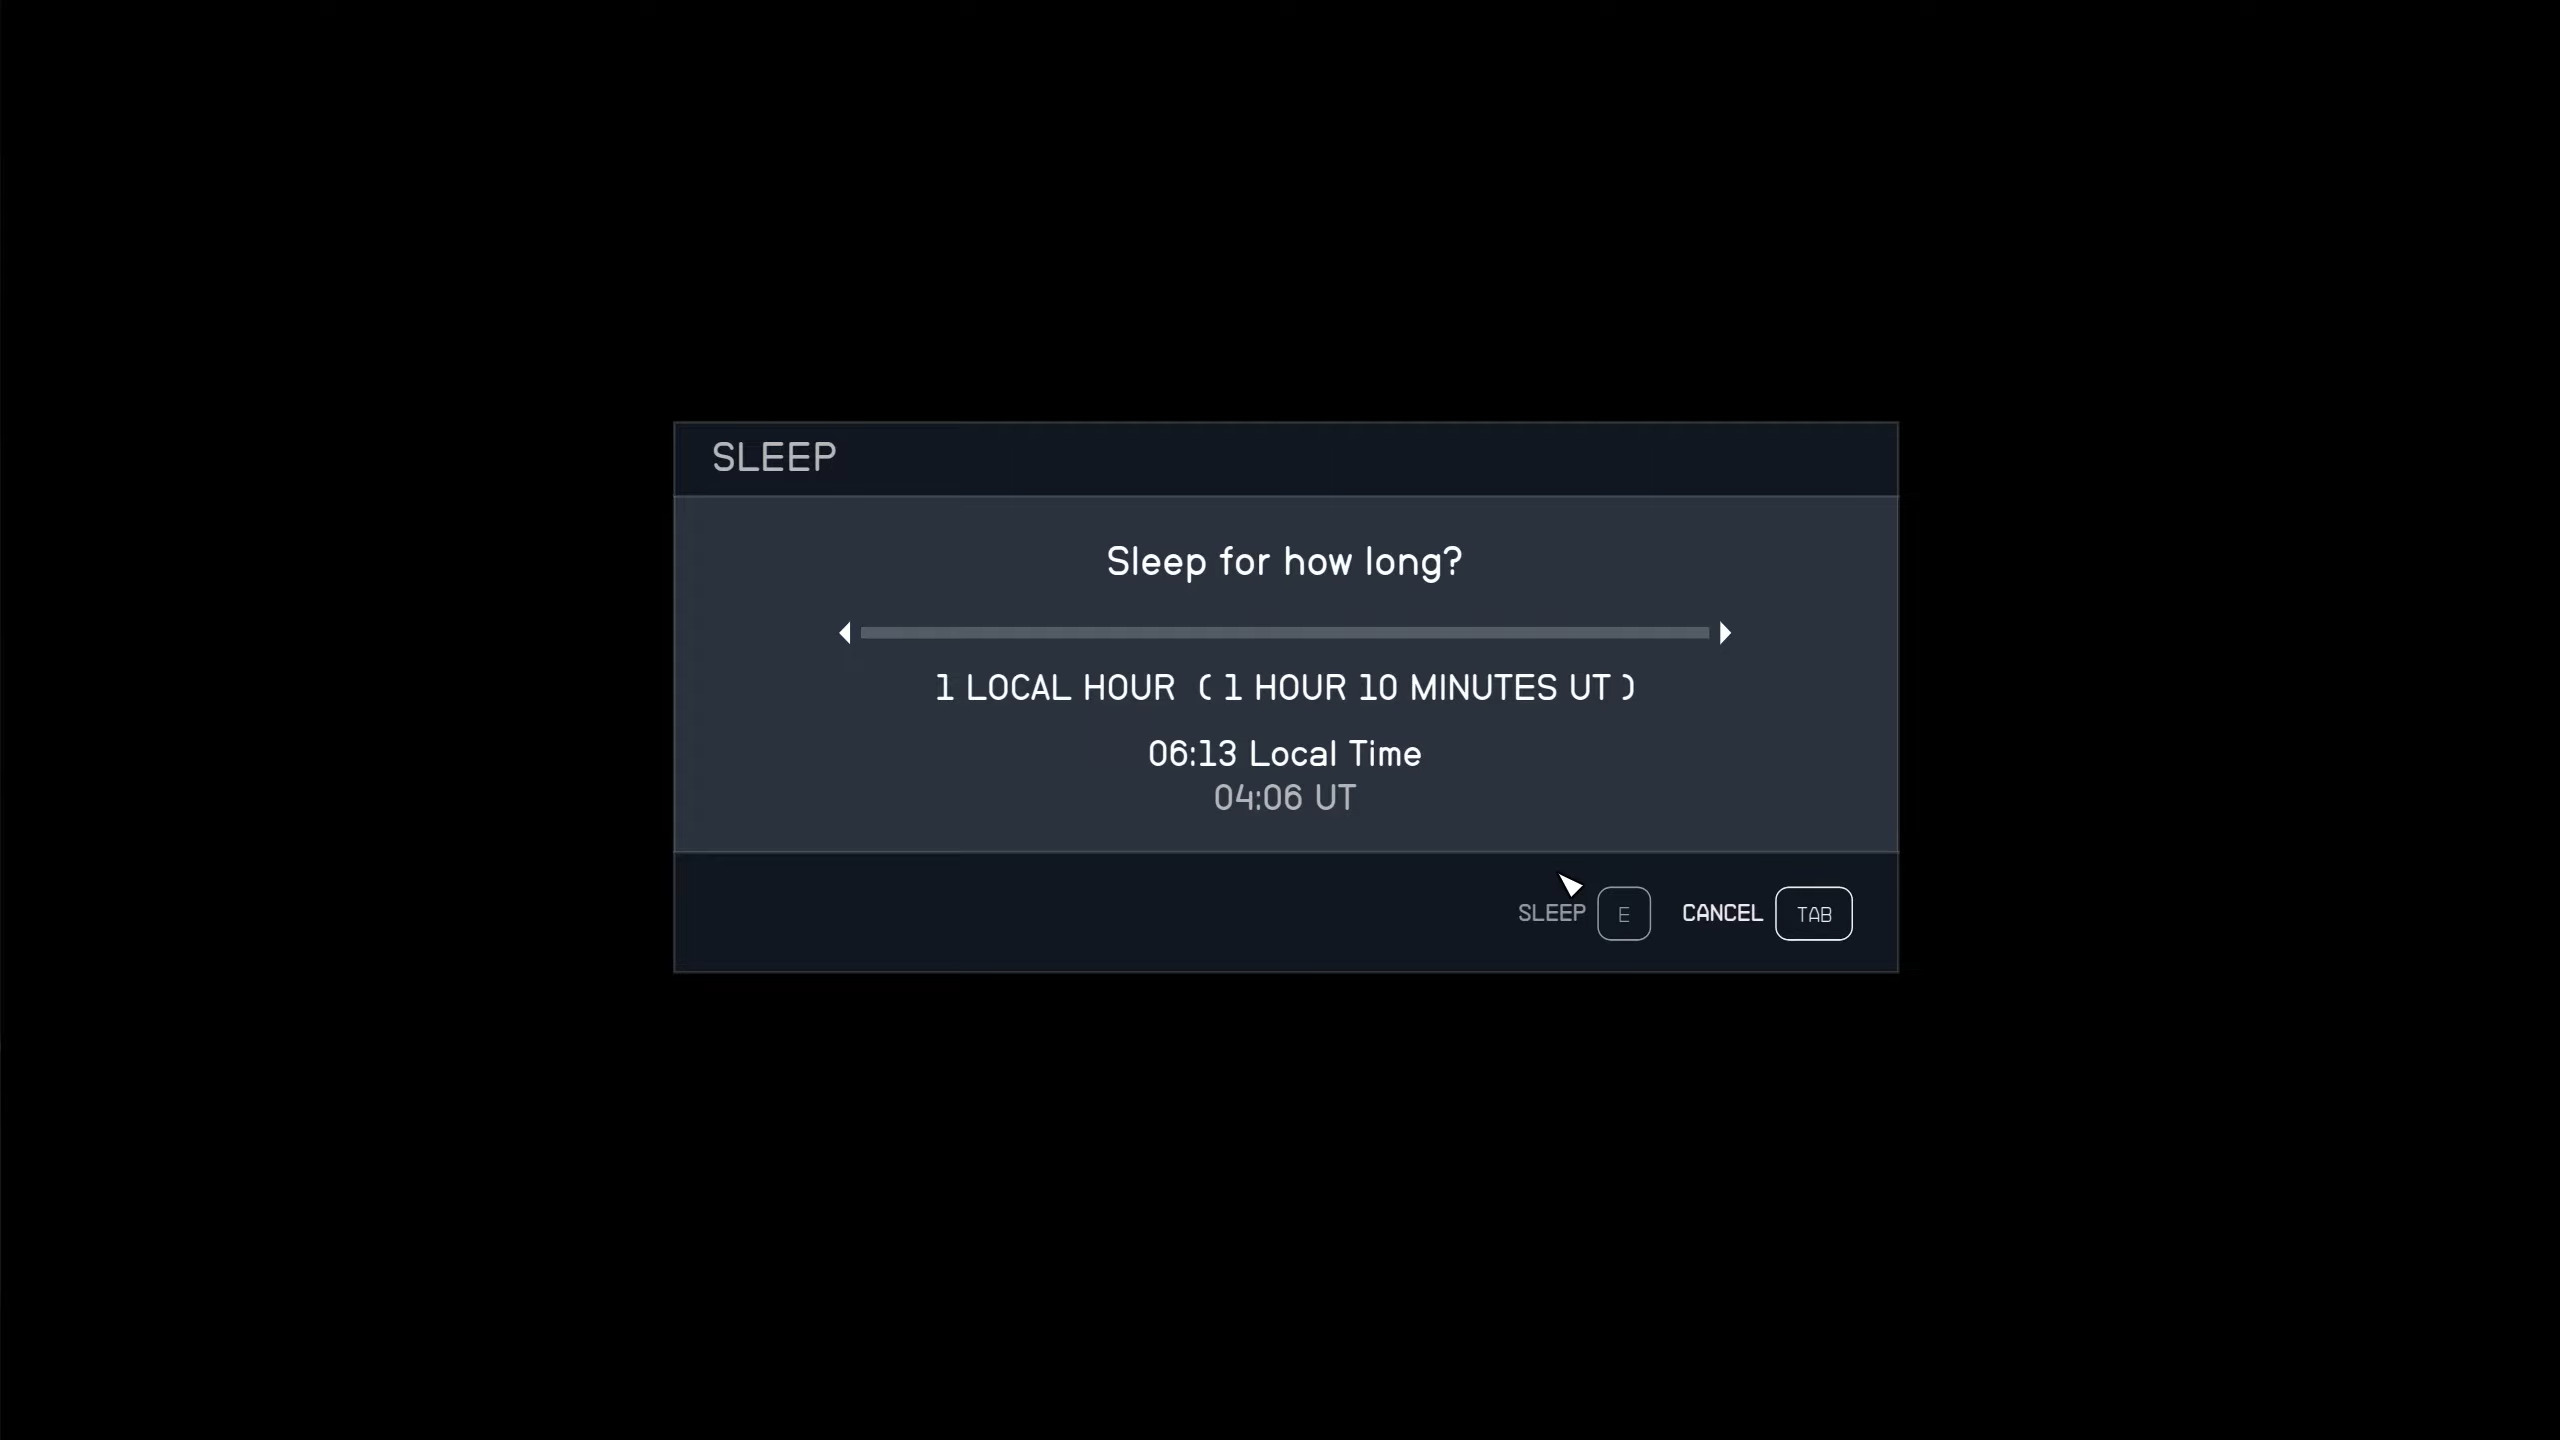 SLEEP
Sleep for how long?
1 LOCAL HOUR ( 1 HOUR 10 MINUTES UT )
06:13 Local Time
04:06 UT
SLEEP E CANCEL TAB